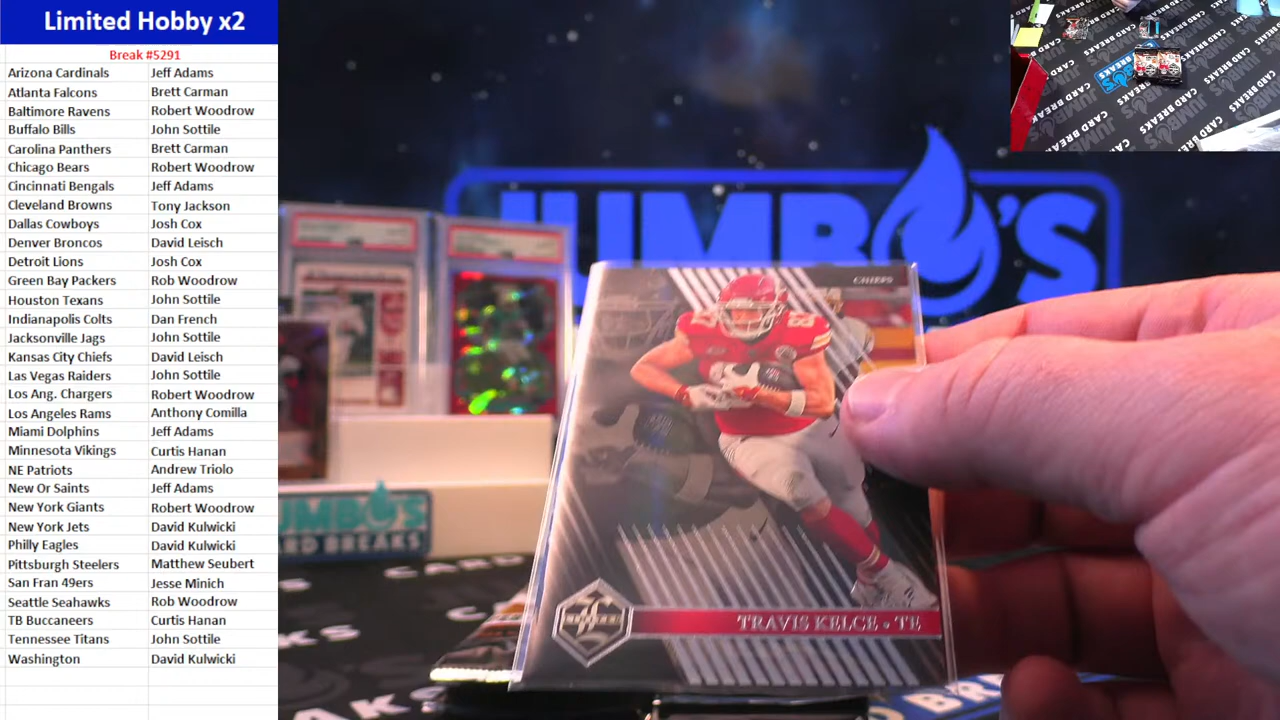 Limited Hobby x2
Break #5291
Arizona Cardinals Jeff Adams
Atlanta Falcons Brett Carman
Baltimore Ravens Robert Woodrow
Buffalo Bills John Sottile
Carolina Panthers Brett Carman
Chicago Bears Robert Woodrow
Cincinnati Bengals Jeff Adams
Cleveland Browns Tony Jackson
Dallas Cowboys Josh Cox
Denver Broncos David Leisch
Detroit Lions Josh Cox
Green Bay Packers Rob Woodrow
Houston Texans John Sottile
Indianapolis Colts Dan French
Jacksonville Jags John Sottile
Kansas City Chiefs David Leisch
Las Vegas Raiders John Sottile
Los Ang. Chargers Robert Woodrow
Los Angeles Rams Anthony Comilla
Miami Dolphins Jeff Adams
Minnesota Vikings Curtis Hanan
NE Patriots Andrew Triolo
New Or Saints Jeff Adams
New York Giants Robert Woodrow
New York Jets David Kulwicki
Philly Eagles David Kulwicki
Pittsburgh Steelers Matthew Seubert
San Fran 49ers Jesse Minich
Seattle Seahawks Rob Woodrow
TB Buccaneers Curtis Hanan
Tennessee Titans John Sottile
Washington David Kulwicki
JUMBO'S
CHIEFS
87
TRAVIS KELCE • TE
JUMBO'S
CARD BREAKS
CARD BREAKS
JUMBO'S
CARD BREAKS